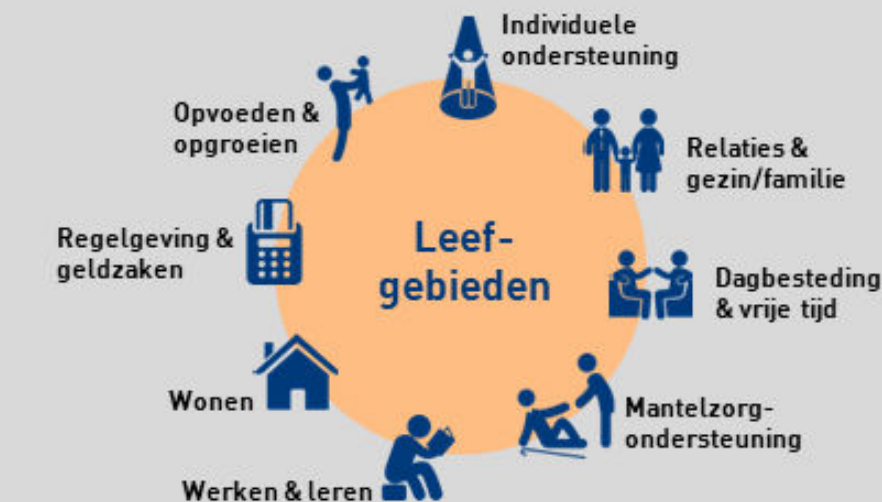 Individuele
ondersteuning
Relaties &
gezin/familie
Dagbesteding
& vrije tijd
Mantelzorg-
ondersteuning
Werken & leren
Wonen
Regelgeving &
geldzaken
Opvoeden &
opgroeien
Leef-
gebieden